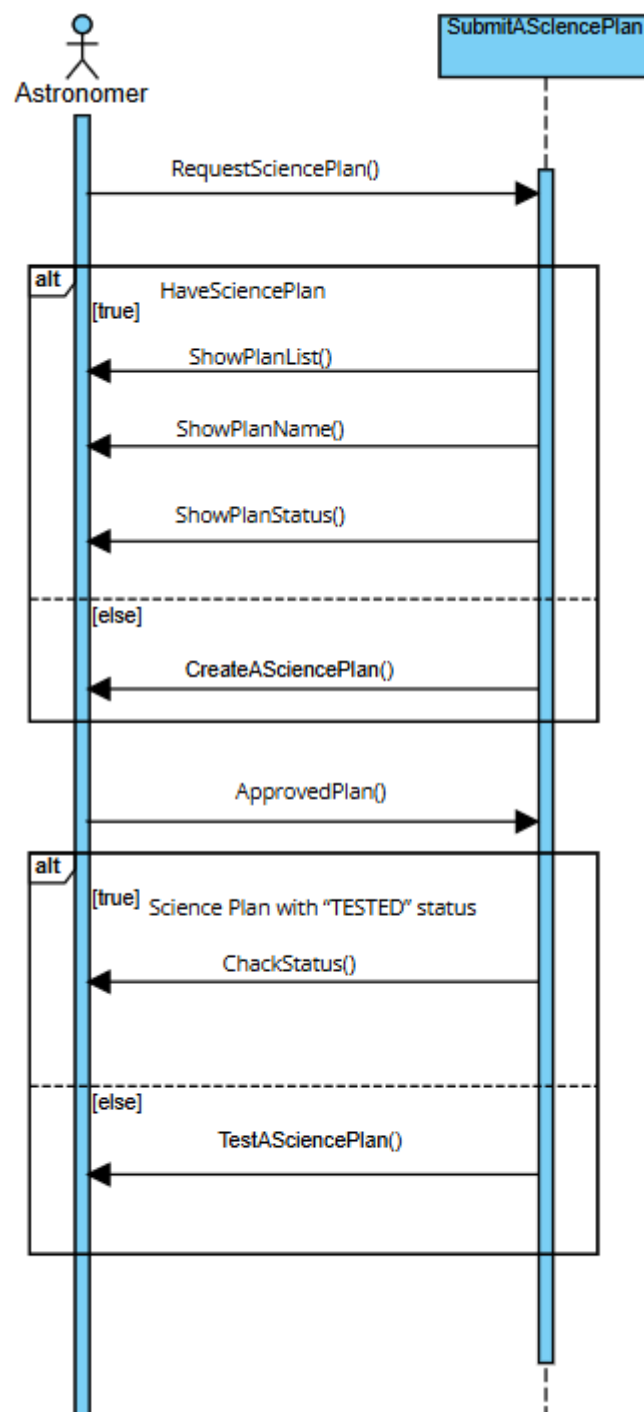 SubmitASciencePlan
Astronomer
RequestSciencePlan()
alt
HaveSciencePlan
[true]
ShowPlanList()
ShowPlanName()
ShowPlanStatus()
[else]
CreateASciencePlan()
ApprovedPlan()
alt
[true] Science Plan with “TESTED” status
ChackStatus()
[else]
TestASciencePlan()